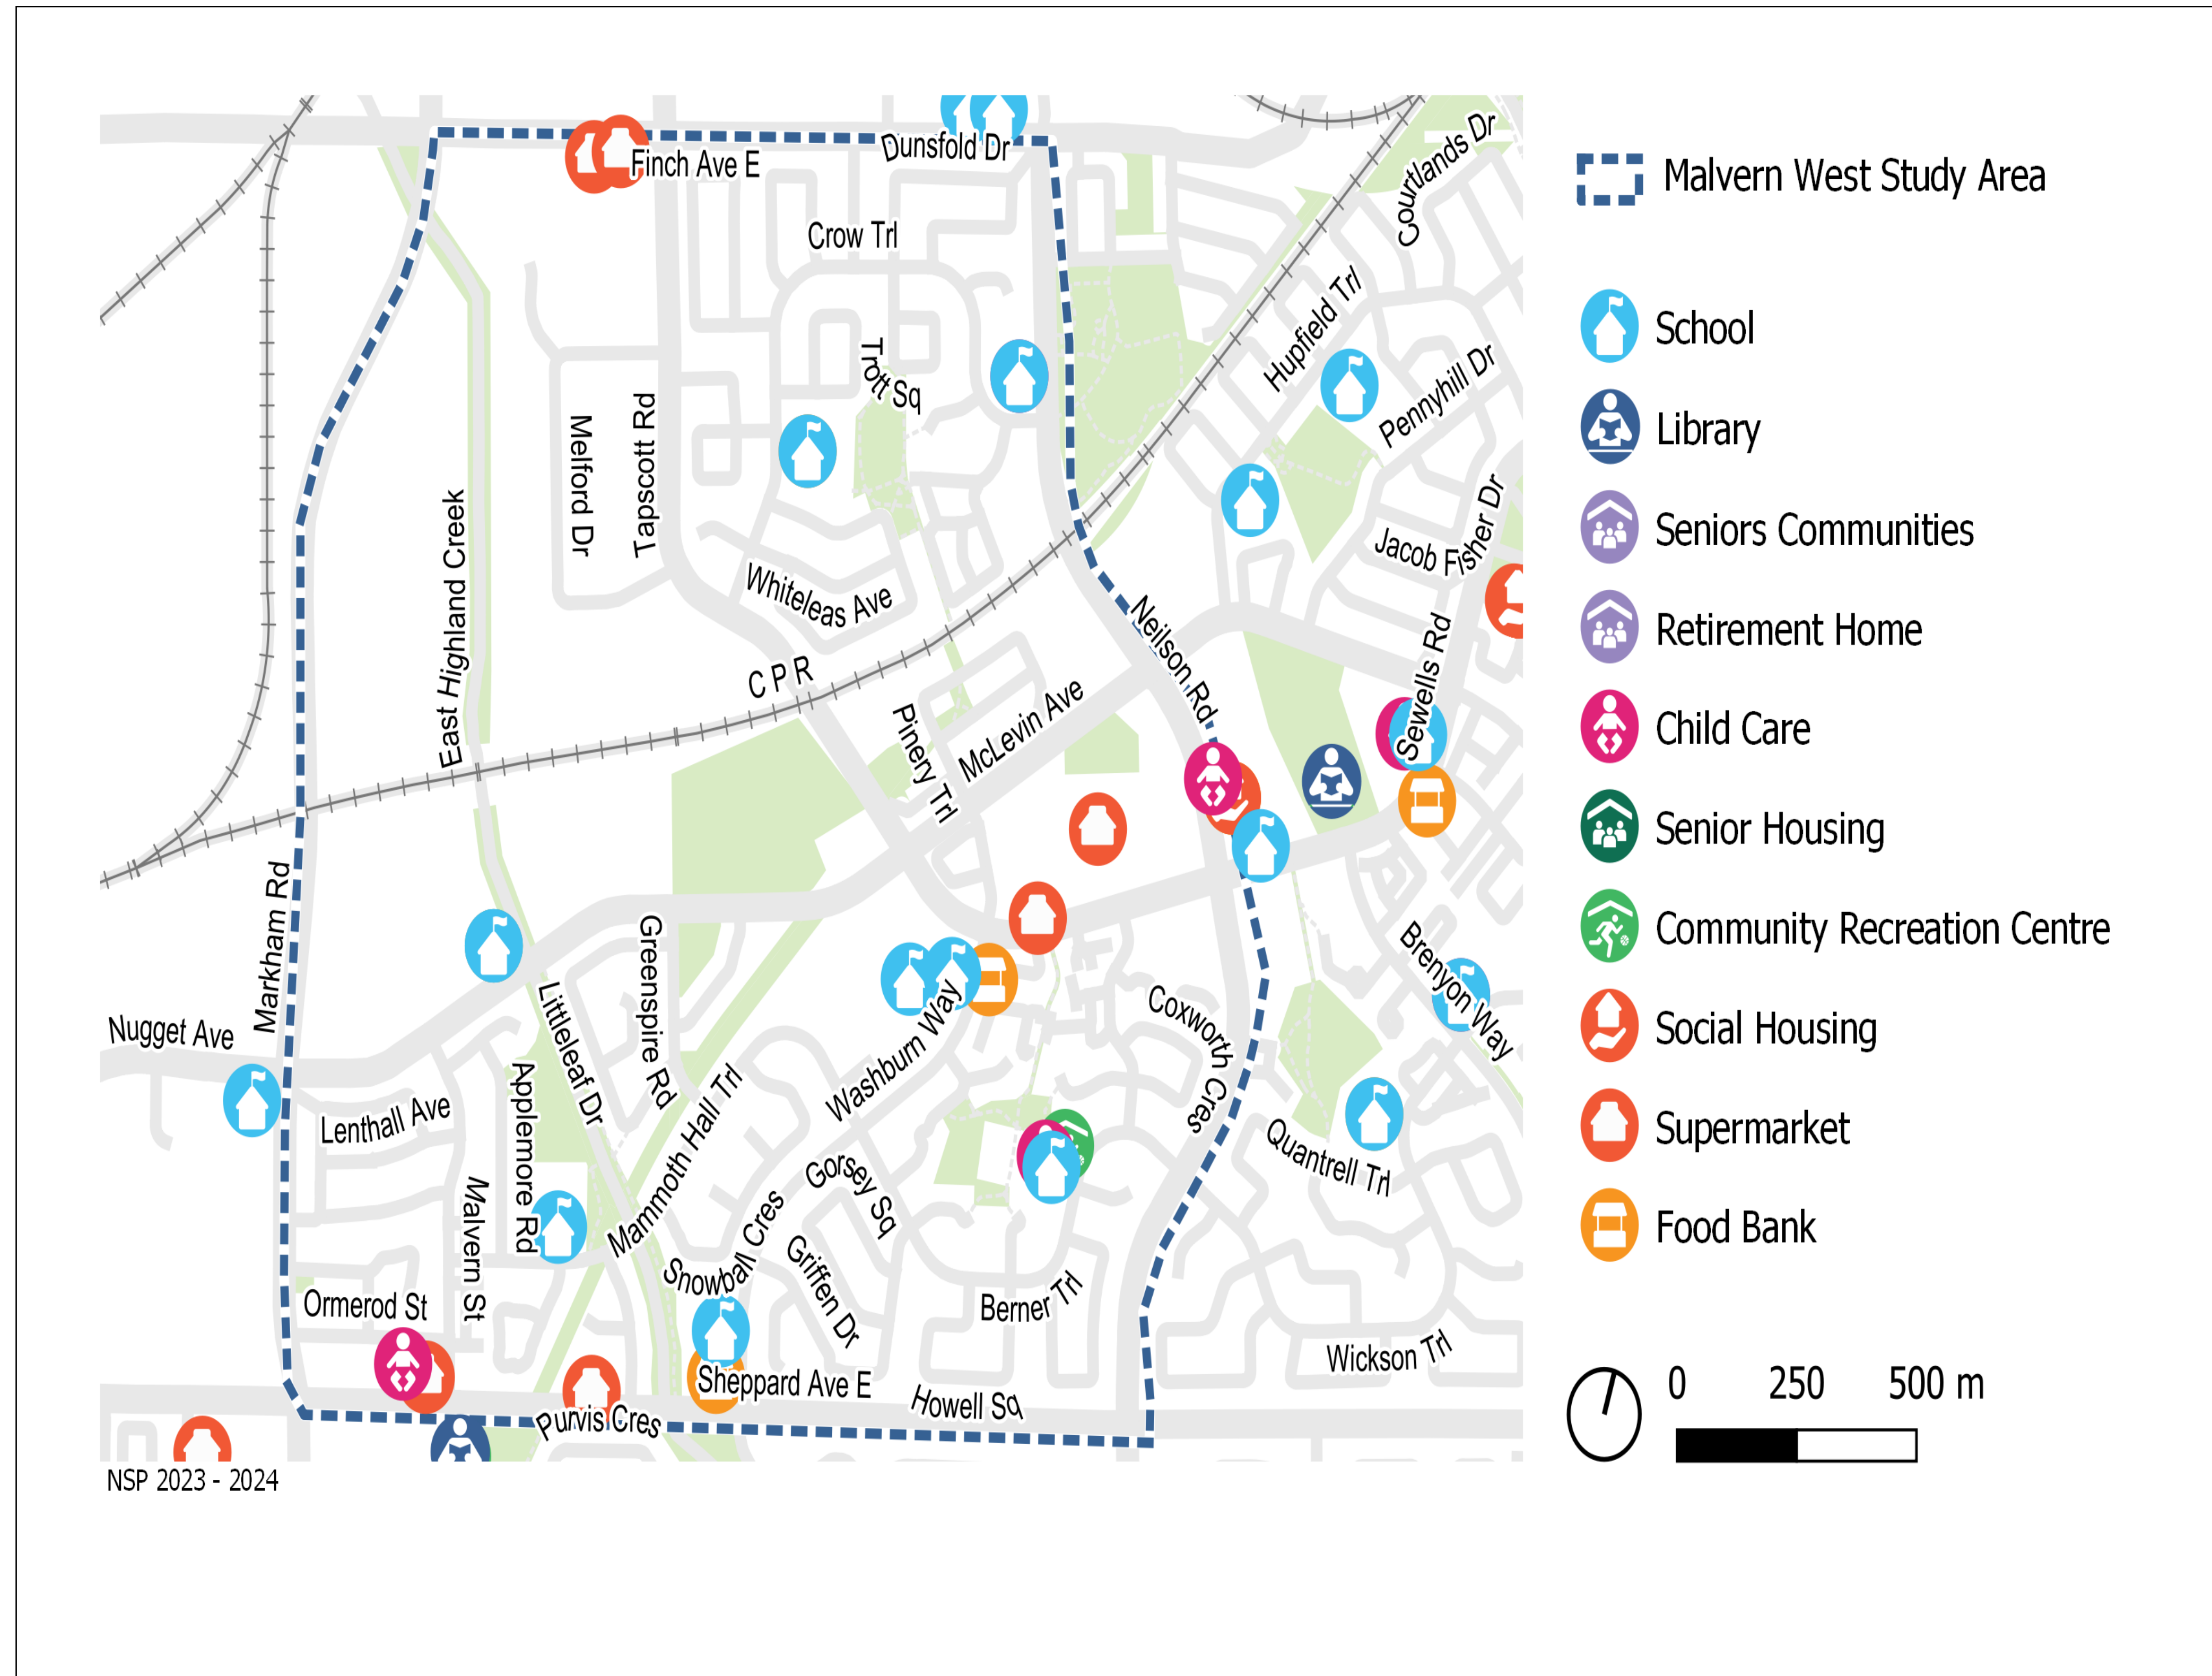 Dunsfold Dr
Finch Ave E
Crow Trl
Courtlands Dr
Hupfield Trl
Trott Sq
Pennyhill Dr
Melford Dr
Tapscott Rd
East Highland Creek
Jacob Fisher Dr
Whiteleas Ave
Neilson Rd
Sewells Rd
C P R
Pinery Trl
McLevin Ave
Markham Rd
Greenspire Rd
Brenyon Way
Nugget Ave
Littleleaf Dr
Washburn Way
Coxworth Cres
Lenthall Ave
Applemore Rd
Mammoth Hall Trl
Quantrell Trl
Malvern St
Gorsey Sq
Snowball Cres
Griffen Dr
Ormerod St
Berner Trl
Wickson Trl
Sheppard Ave E
Howell Sq
Purvis Cres
NSP 2023 - 2024
Malvern West Study Area
School
Library
Seniors Communities
Retirement Home
Child Care
Senior Housing
Community Recreation Centre
Social Housing
Supermarket
Food Bank
0 250 500 m